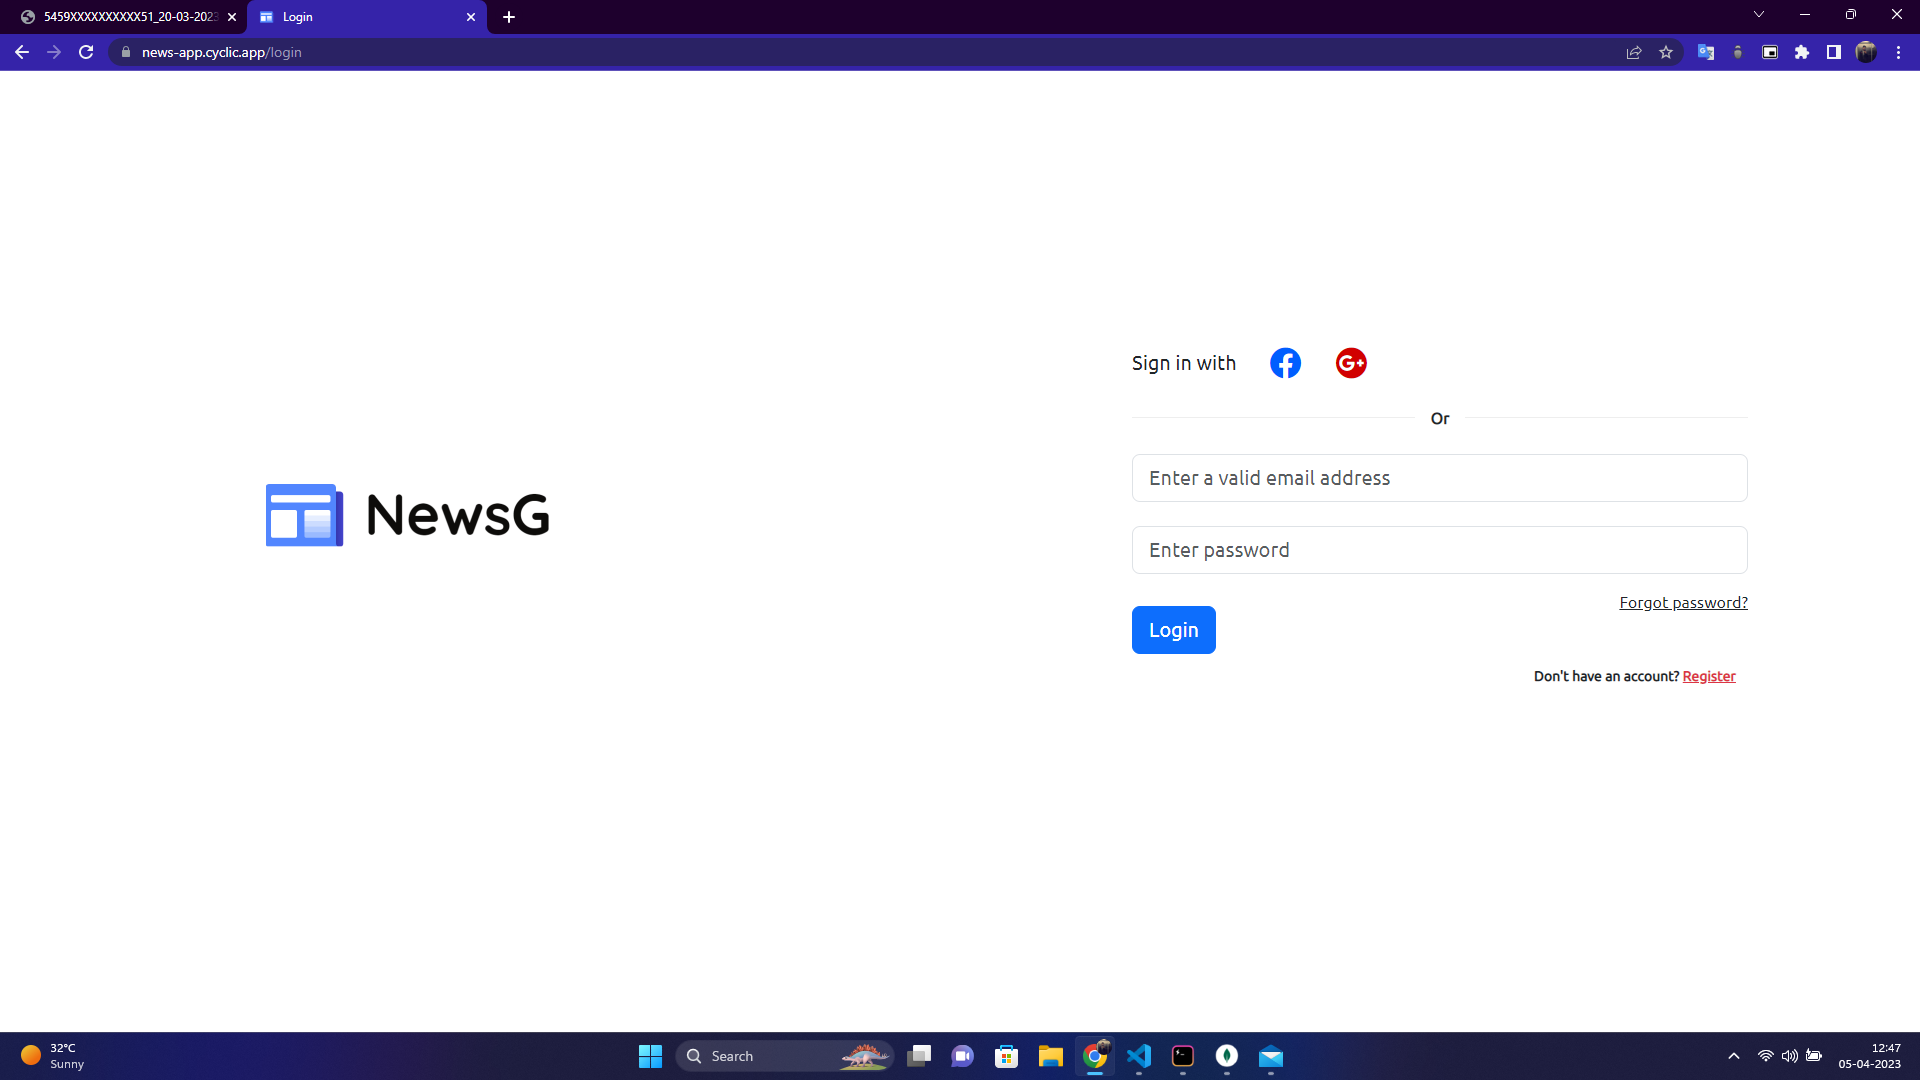 5459XXXXXXXXXX51_20-03-2023
Login
news-app.cyclic.app/login
Sign in with
Or
NewsG
Enter a valid email address
Enter password
Forgot password?
Login
Don't have an account? Register
32°C
Sunny
Search
12:47
05-04-2023